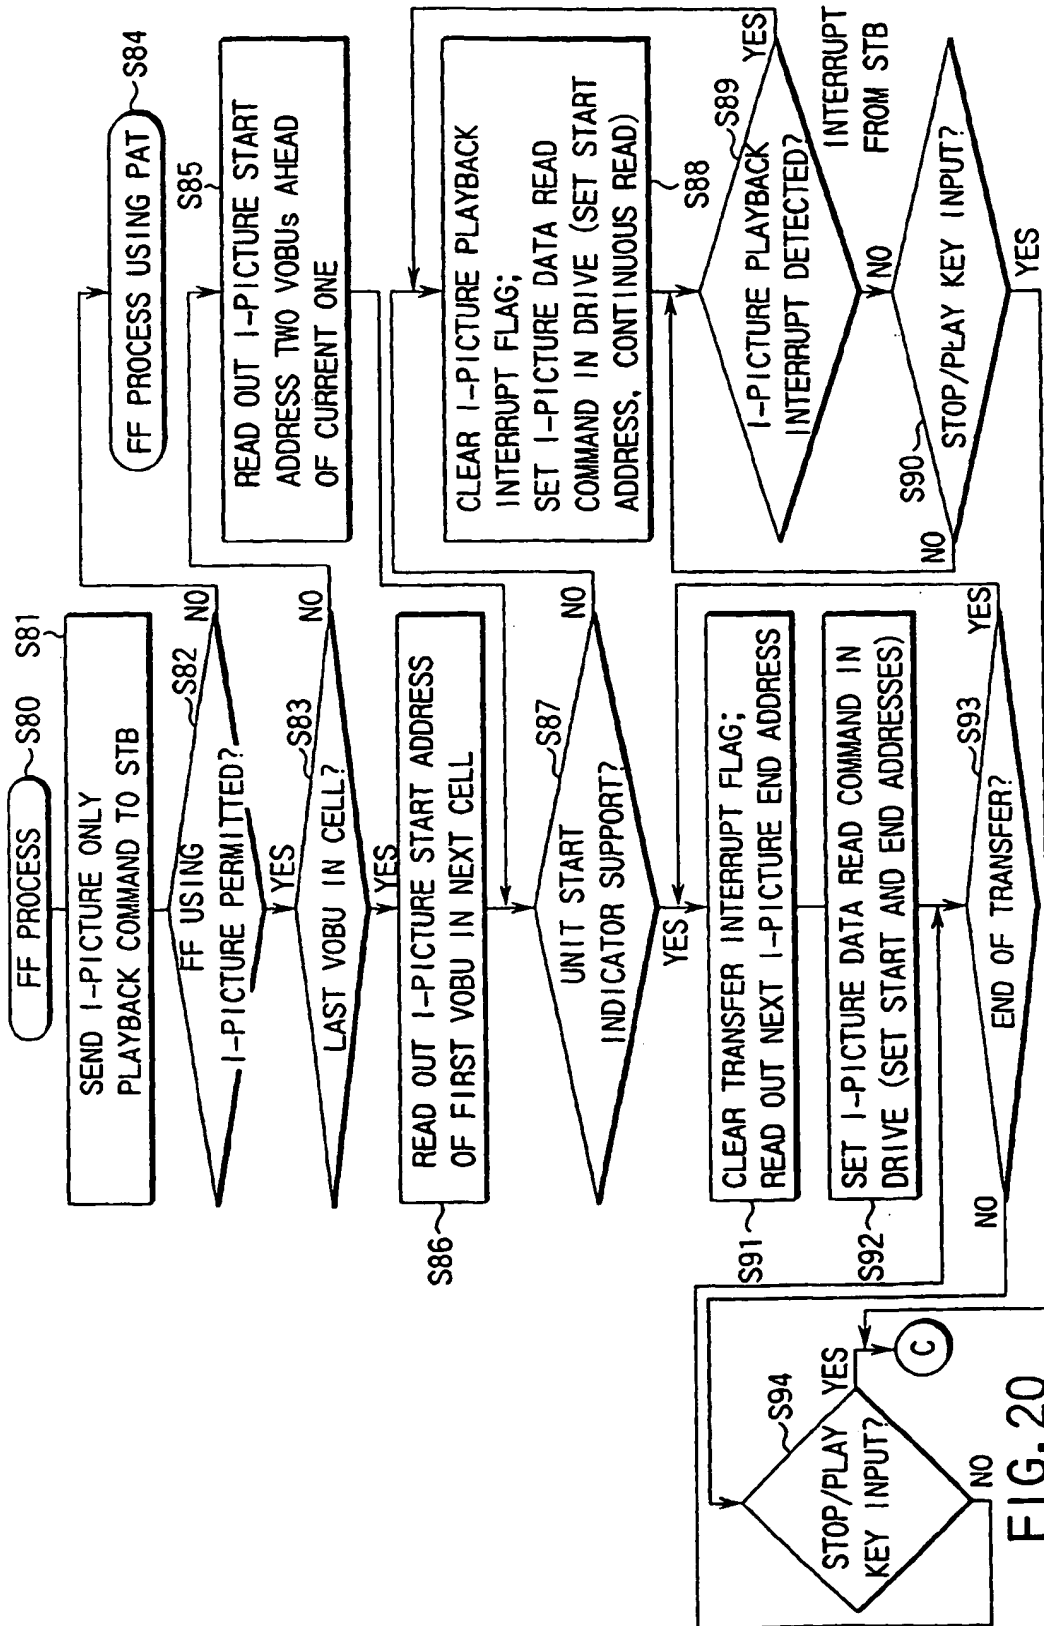 FF PROCESS
S80
SEND I-PICTURE ONLY
PLAYBACK COMMAND TO STB
S81
FF USING
I-PICTURE PERMITTED?
S82
NO
YES
FF PROCESS USING PAT
S84
LAST VOBU IN CELL?
S83
NO
YES
READ OUT I-PICTURE START
ADDRESS TWO VOBUs AHEAD
OF CURRENT ONE
S85
READ OUT I-PICTURE START ADDRESS
OF FIRST VOBU IN NEXT CELL
S86
UNIT START
INDICATOR SUPPORT?
S87
NO
YES
CLEAR I-PICTURE PLAYBACK
INTERRUPT FLAG;
SET I-PICTURE DATA READ
COMMAND IN DRIVE (SET START
ADDRESS, CONTINUOUS READ)
S88
I-PICTURE PLAYBACK
INTERRUPT DETECTED?
S89
YES
NO
INTERRUPT
FROM STB
STOP/PLAY KEY INPUT?
S90
NO
YES
CLEAR TRANSFER INTERRUPT FLAG;
READ OUT NEXT I-PICTURE END ADDRESS
S91
SET I-PICTURE DATA READ COMMAND IN
DRIVE (SET START AND END ADDRESSES)
S92
END OF TRANSFER?
S93
YES
NO
STOP/PLAY
KEY INPUT?
S94
YES
NO
C
FIG. 20